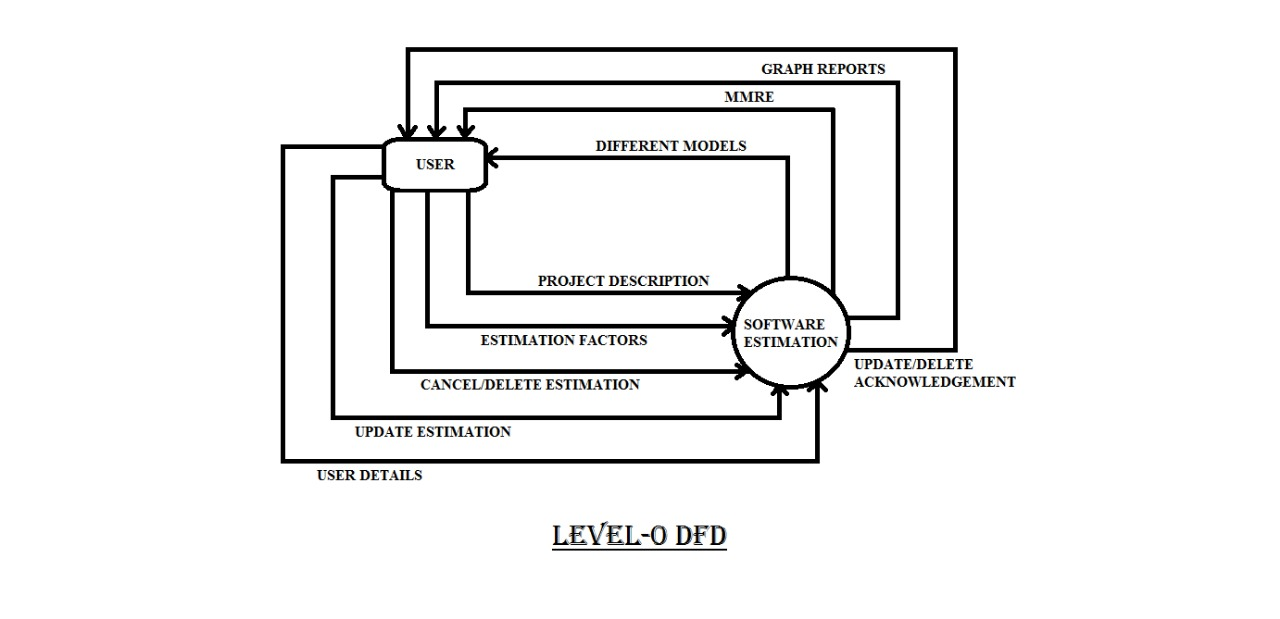 GRAPH REPORTS
MMRE
DIFFERENT MODELS
USER
PROJECT DESCRIPTION
SOFTWARE
ESTIMATION
ESTIMATION FACTORS
UPDATE/DELETE
ACKNOWLEDGEMENT
CANCEL/DELETE ESTIMATION
UPDATE ESTIMATION
USER DETAILS
LEVEL-0 DFD